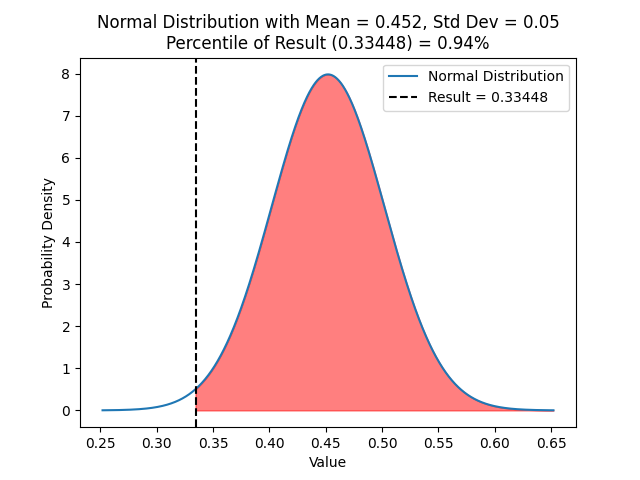 Normal Distribution with Mean = 0.452, Std Dev = 0.05
Percentile of Result (0.33448) = 0.94%
Normal Distribution
Result = 0.33448
Probability Density
8
7
6
5
4
3
2
1
0
0.25 0.30 0.35 0.40 0.45 0.50 0.55 0.60 0.65
Value